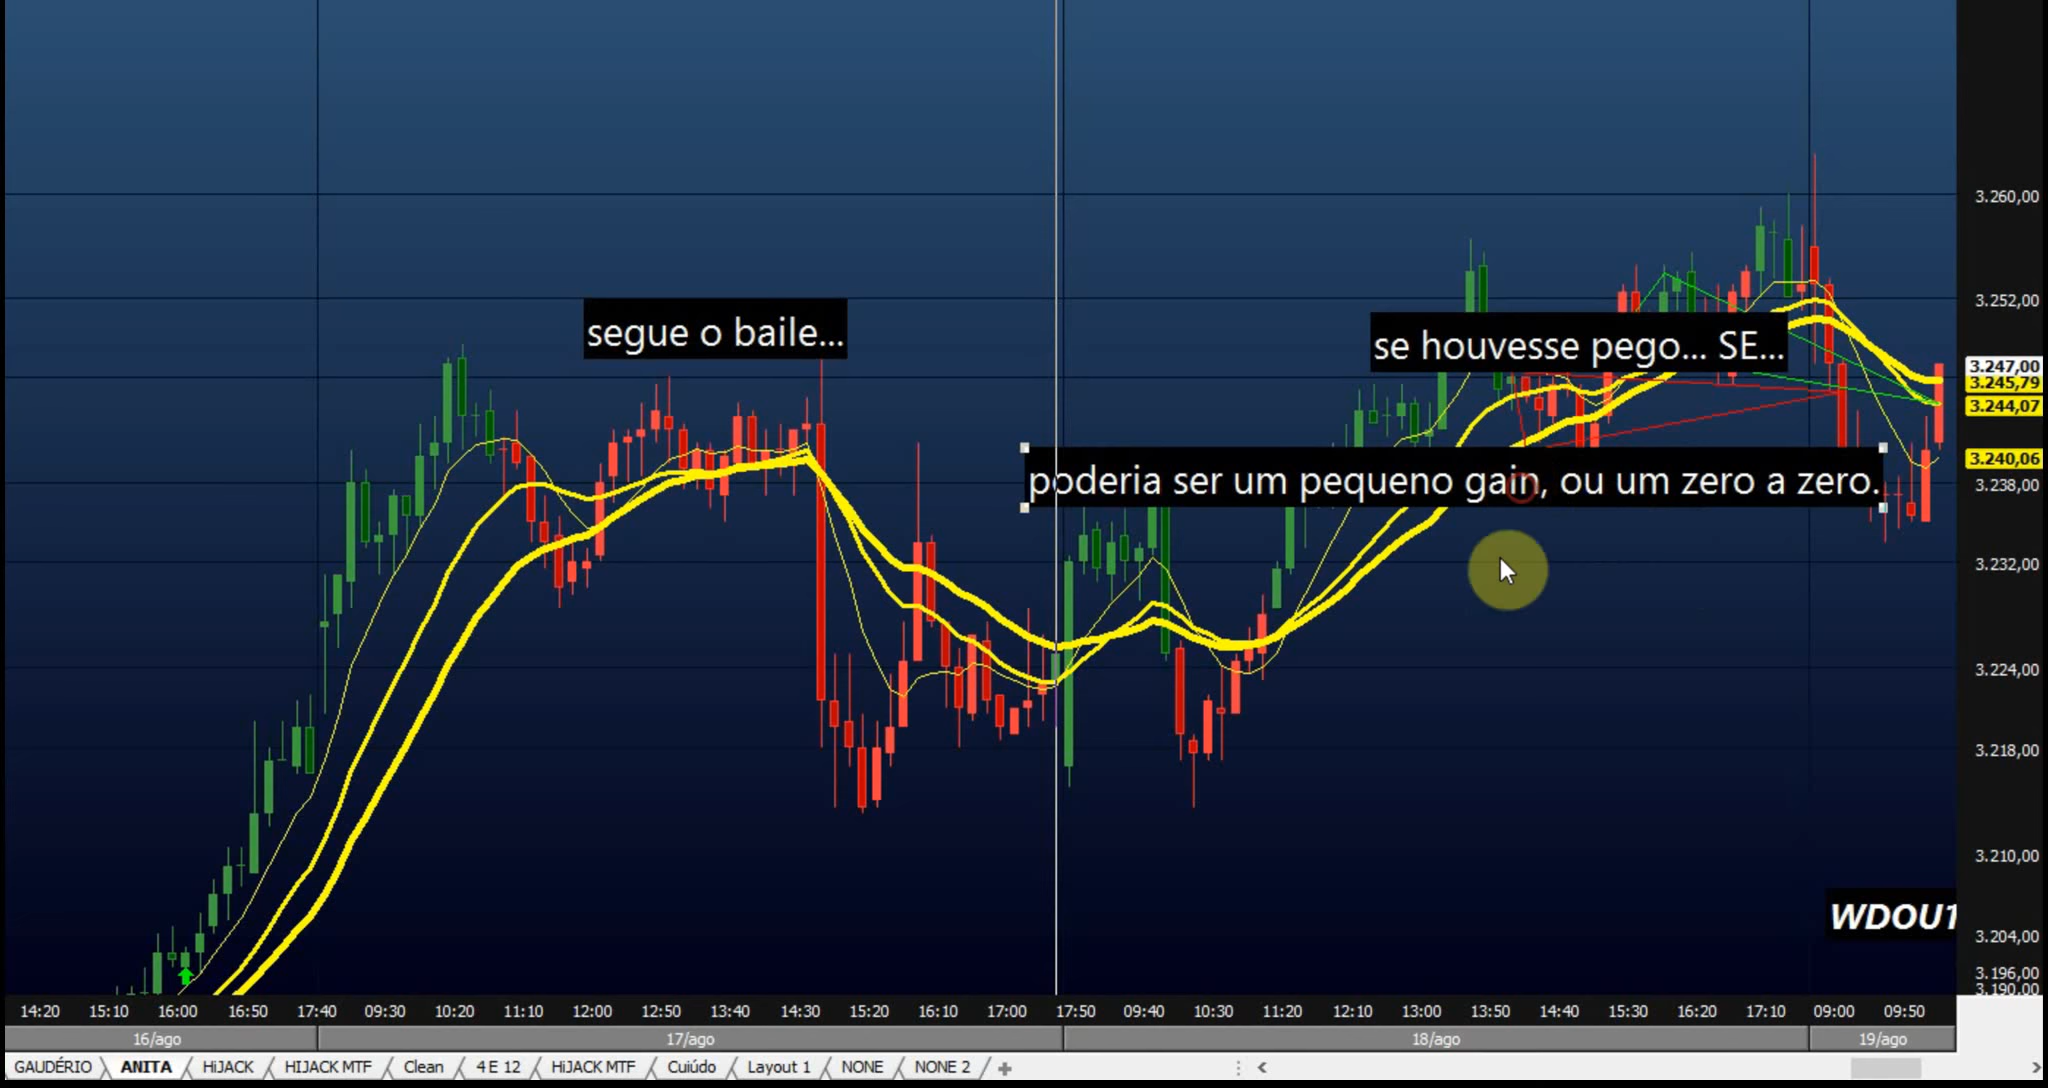 segue o baile...
se houvesse pego... SE...
poderia ser um pequeno gain, ou um zero a zero.
3.260,00
3.252,00
3.247,00
3.245,79
3.244,07
3.240,06
3.238,00
3.232,00
3.224,00
3.218,00
3.210,00
WDOU1
3.204,00
3.196,00
3.190,00
14:20 15:10 16:00 16:50 17:40 09:30 10:20 11:10 12:00 12:50 13:40 14:30 15:20 16:10 17:00 17:50 09:40 10:30 11:20 12:10 13:00 13:50 14:40 15:30 16:20 17:10 09:00 09:50
16/ago 17/ago 18/ago 19/ago
GAUDÉRIO ANITA HiJACK HIJACK MTF Clean 4 E 12 HiJACK MTF Cuiúdo Layout 1 NONE NONE 2